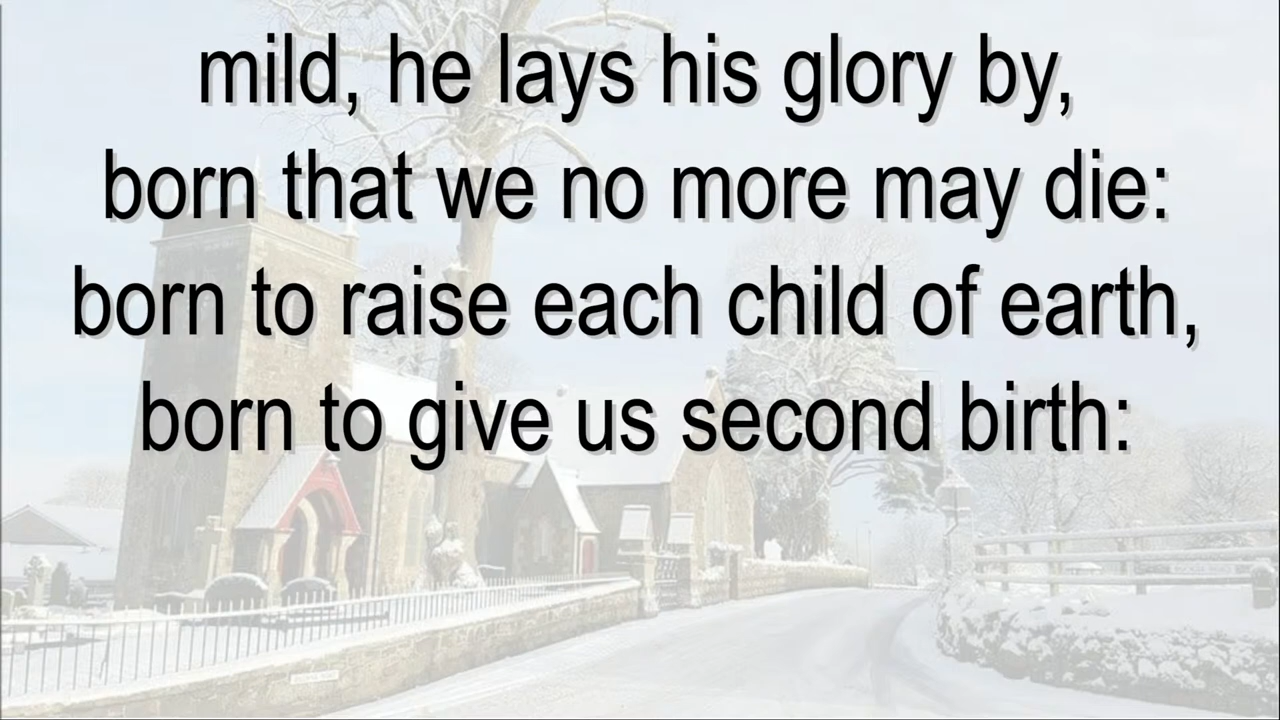 mild, he lays his glory by,
born that we no more may die:
born to raise each child of earth,
born to give us second birth: